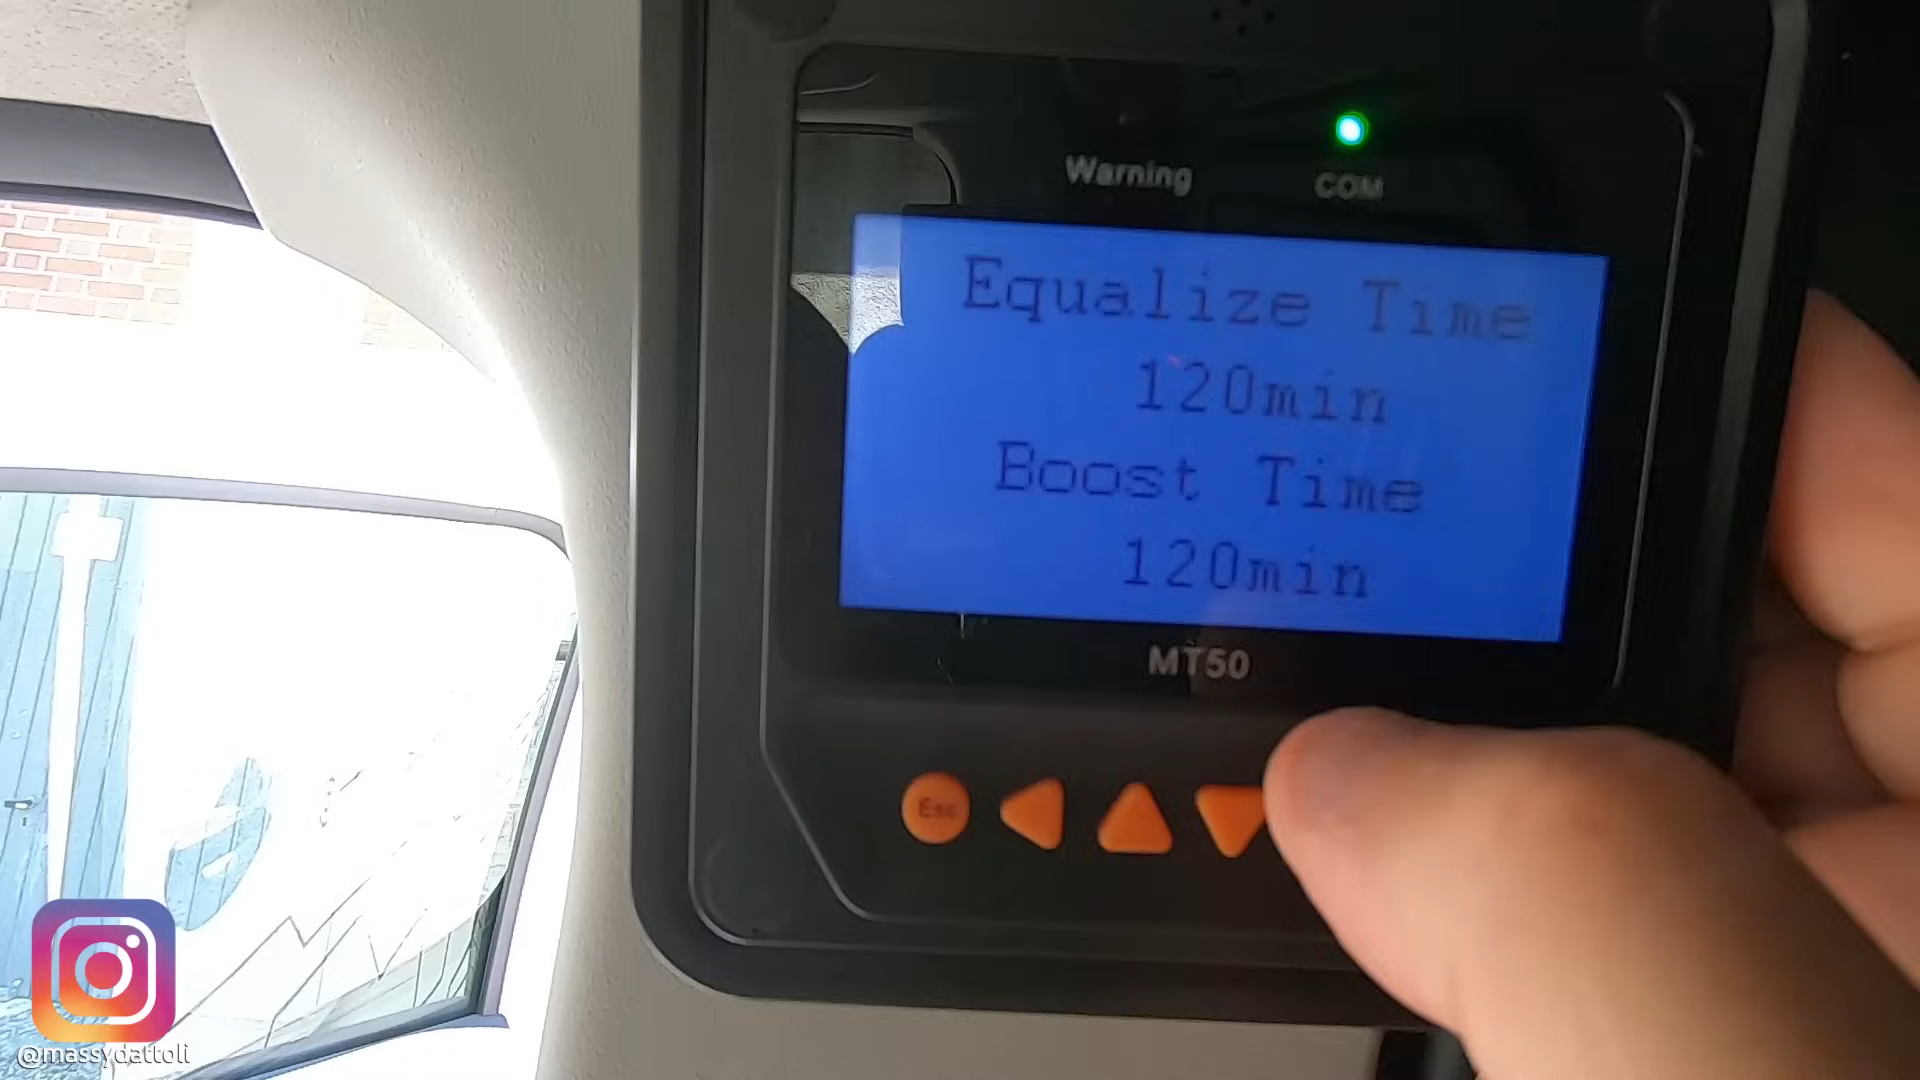 Warning COM
Equalize Time
120min
Boost Time
120min
MT50
Esc
@massydattoli